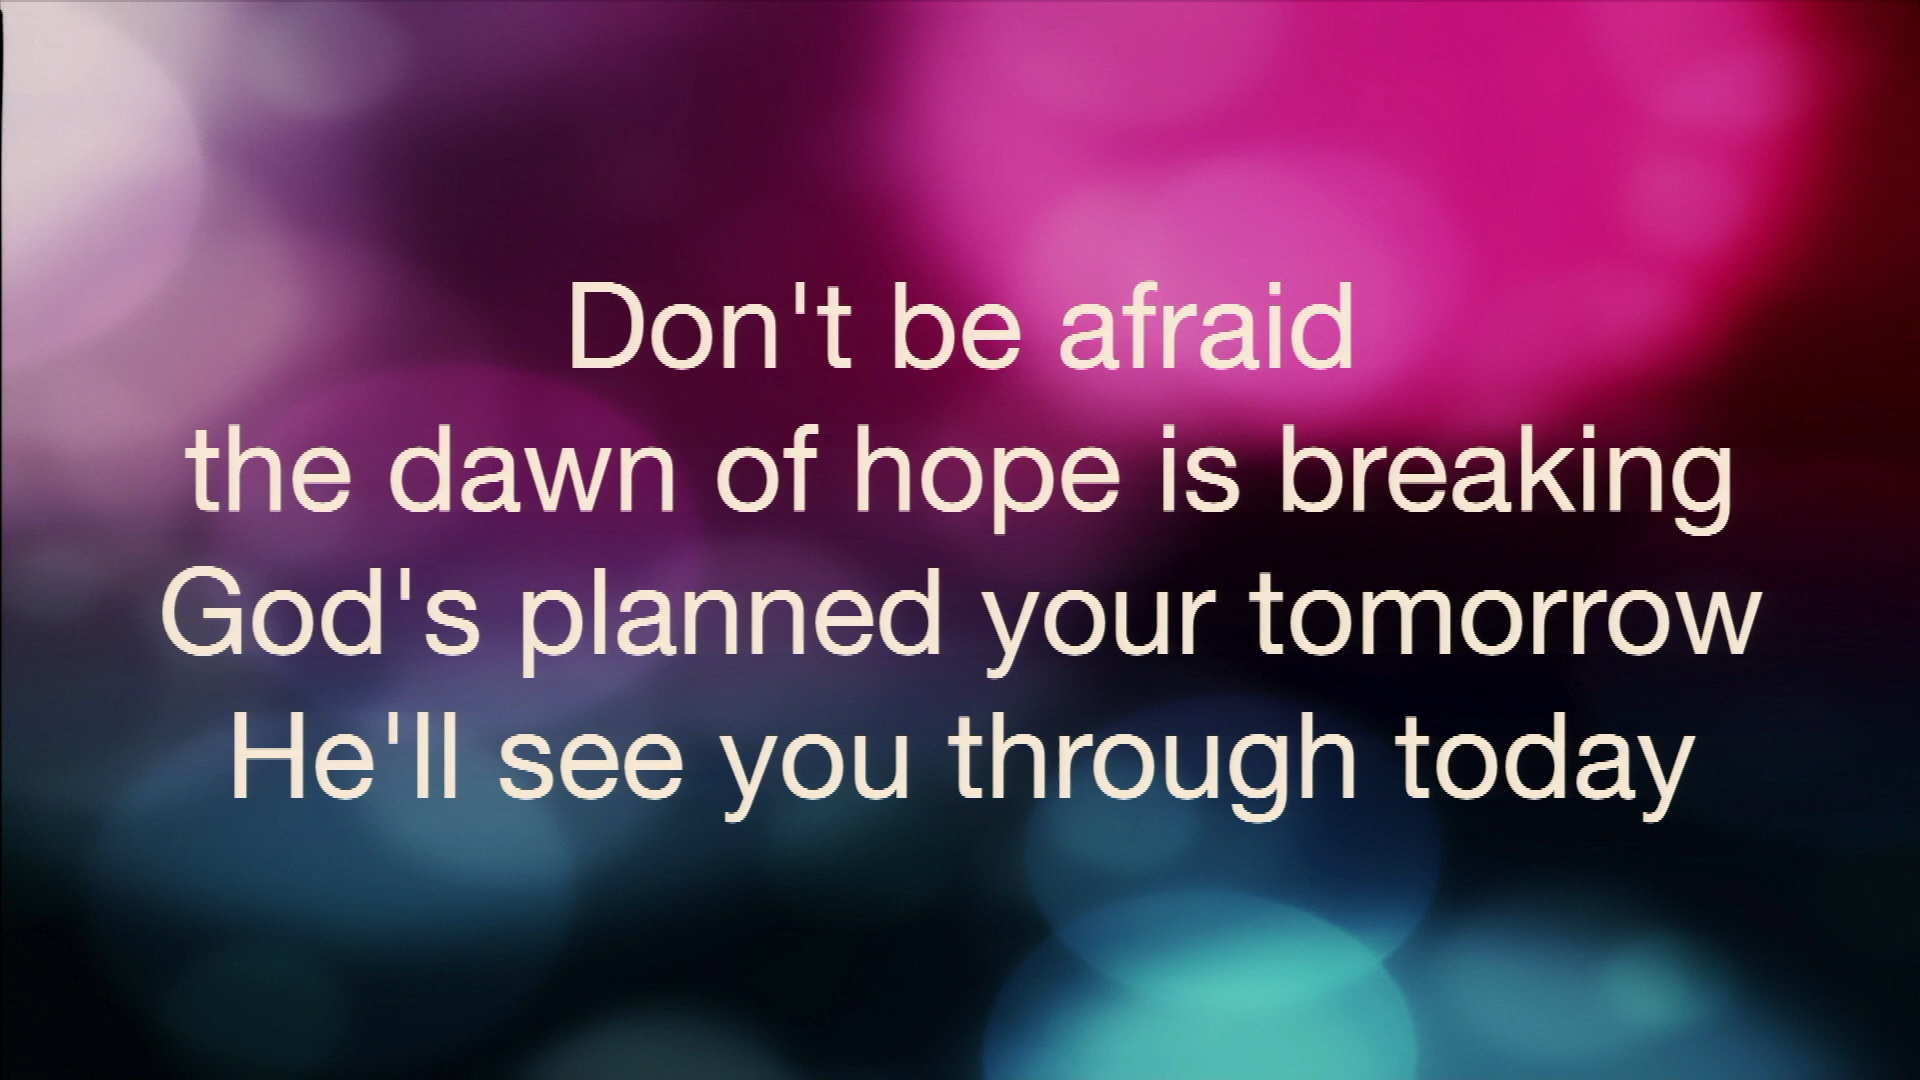 Don't be afraid
the dawn of hope is breaking
God's planned your tomorrow
He'll see you through today